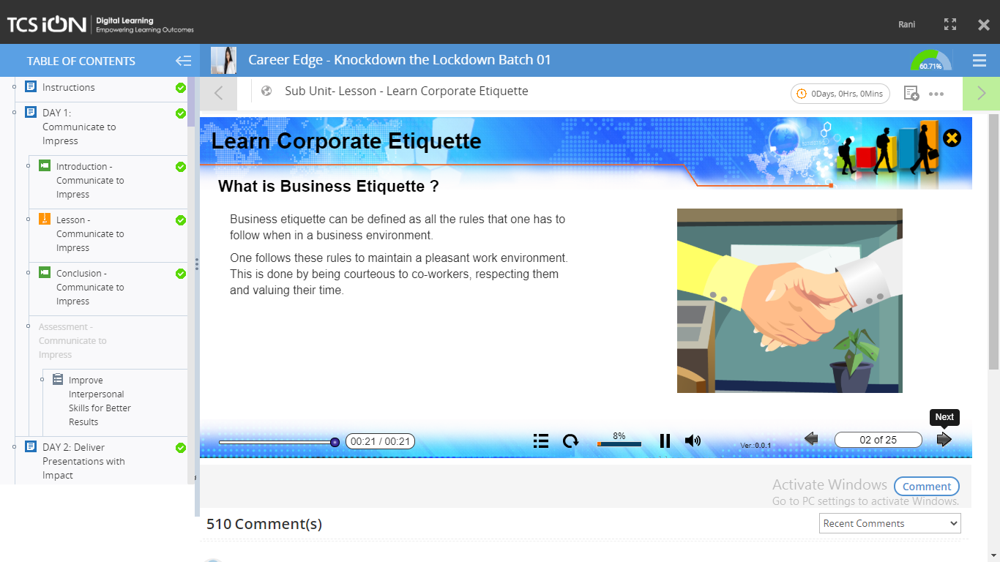 TCS iON
Digital Learning
Empowering Learning Outcomes
Rani
TABLE OF CONTENTS
Career Edge - Knockdown the Lockdown Batch 01
60.71%
Instructions
DAY 1:
Communicate to
Impress
Introduction -
Communicate to
Impress
Lesson -
Communicate to
Impress
Conclusion -
Communicate to
Impress
Assessment -
Communicate to
Impress
Improve
Interpersonal
Skills for Better
Results
DAY 2: Deliver
Presentations with
Impact
Sub Unit- Lesson - Learn Corporate Etiquette
0Days, 0Hrs, 0Mins
Learn Corporate Etiquette
What is Business Etiquette ?
Business etiquette can be defined as all the rules that one has to
follow when in a business environment.
One follows these rules to maintain a pleasant work environment.
This is done by being courteous to co-workers, respecting them
and valuing their time.
Next
00:21 / 00:21
8%
Ver.:0.0.1
02 of 25
Activate Windows
Go to PC settings to activate Windows.
Comment
510 Comment(s)
Recent Comments